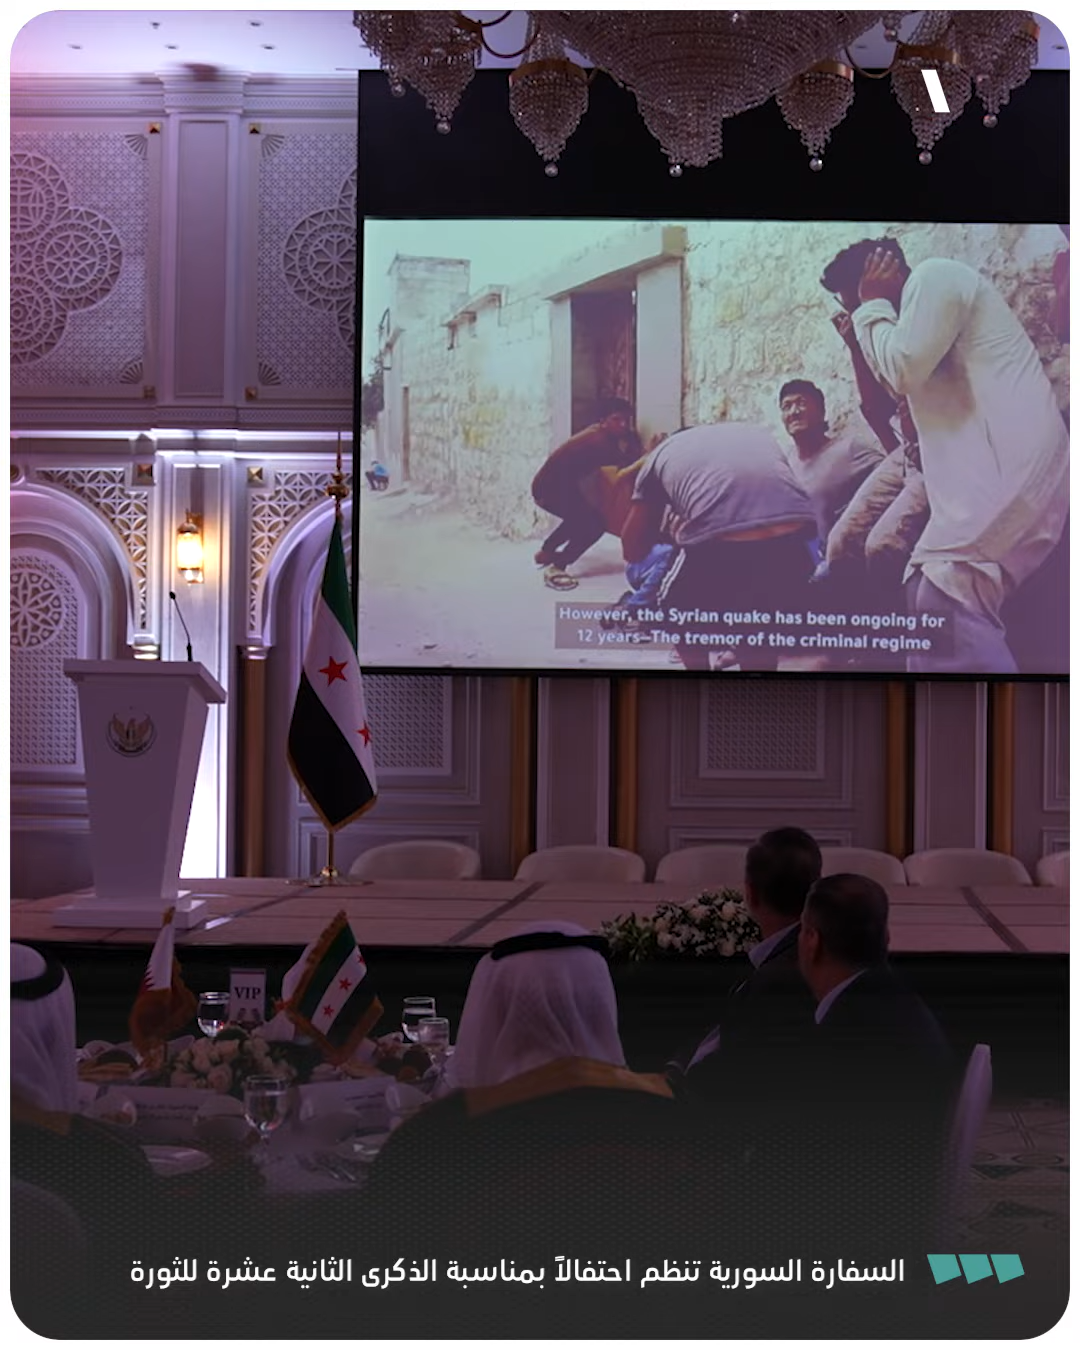 However, the Syrian quake has been ongoing for
12 years—The tremor of the criminal regime
VIP
السفارة السورية تنظم احتفالاً بمناسبة الذكرى الثانية عشرة للثورة